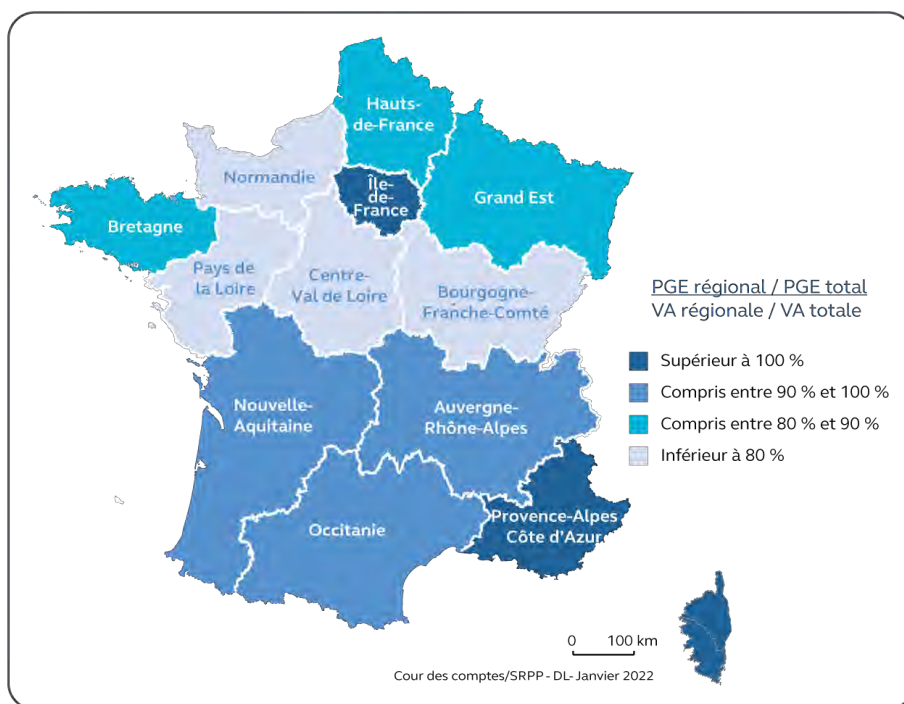 Hauts-
de-France
Normandie
Île-
de-
France
Grand Est
Bretagne
Pays de
la Loire
Centre-
Val de Loire
Bourgogne-
Franche-Comté
PGE régional / PGE total
VA régionale / VA totale
Supérieur à 100 %
Compris entre 90 % et 100 %
Compris entre 80 % et 90 %
Inférieur à 80 %
Nouvelle-
Aquitaine
Auvergne-
Rhône-Alpes
Occitanie
Provence-Alpes
Côte d'Azur
0 100 km
Cour des comptes/SRPP - DL- Janvier 2022